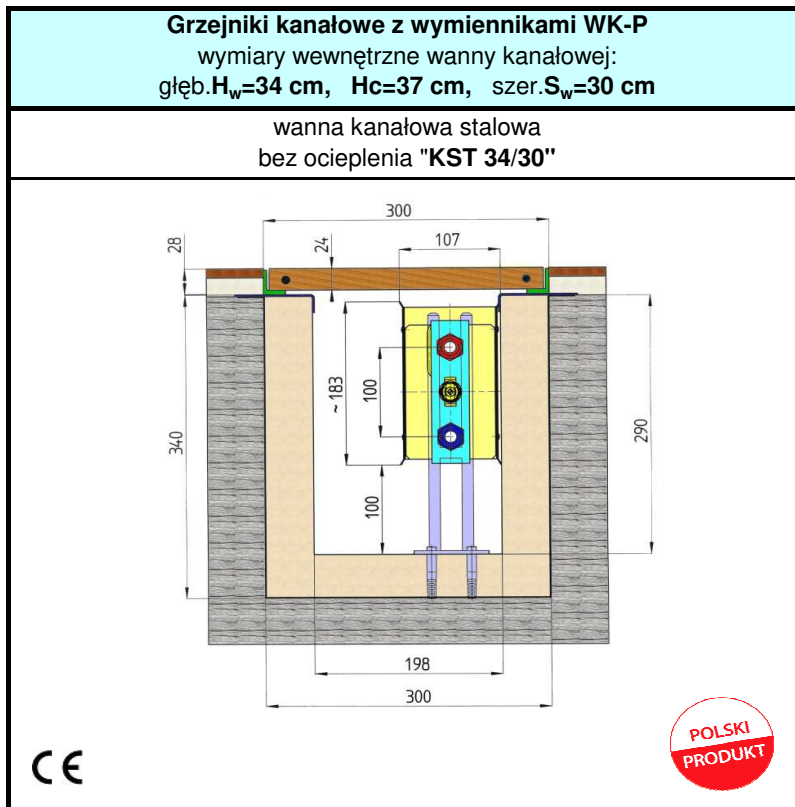 Grzejniki kanałowe z wymiennikami WK-P
wymiary wewnętrzne wanny kanałowej:
głęb.Hw=34 cm, Hc=37 cm, szer.Sw=30 cm
wanna kanałowa stalowa
bez ocieplenia "KST 34/30"
300
28
24
107
~183
100
340
290
100
198
300
POLSKI
PRODUKT
CE